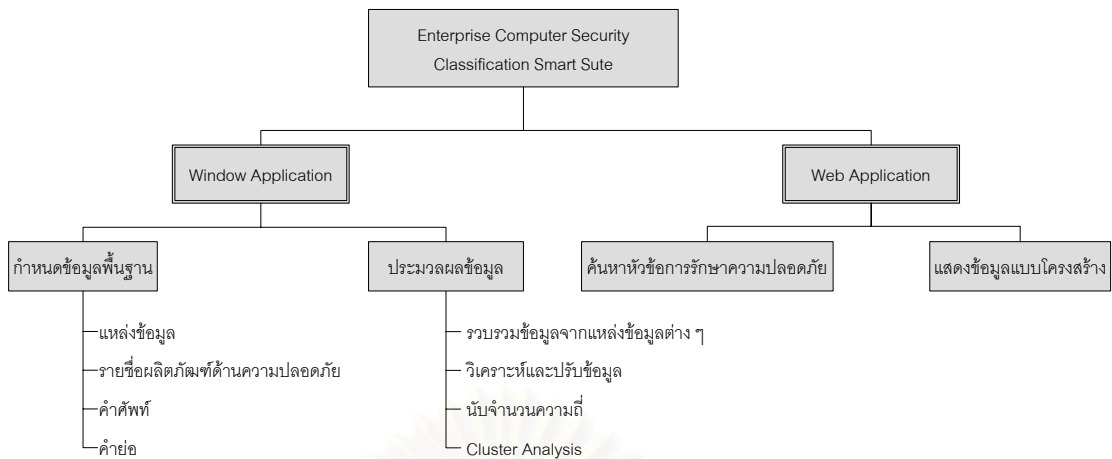 Enterprise Computer Security
Classification Smart Sute
Window Application
Web Application
กำหนดข้อมูลพื้นฐาน
ประมวลผลข้อมูล
ค้นหาหัวข้อการรักษาความปลอดภัย
แสดงข้อมูลแบบโครงสร้าง
แหล่งข้อมูล
รายชื่อผลิตภัณฑ์ด้านความปลอดภัย
คำศัพท์
คำย่อ
รวบรวมข้อมูลจากแหล่งข้อมูลต่าง ๆ
วิเคราะห์และปรับข้อมูล
นับจำนวนความถี่
Cluster Analysis